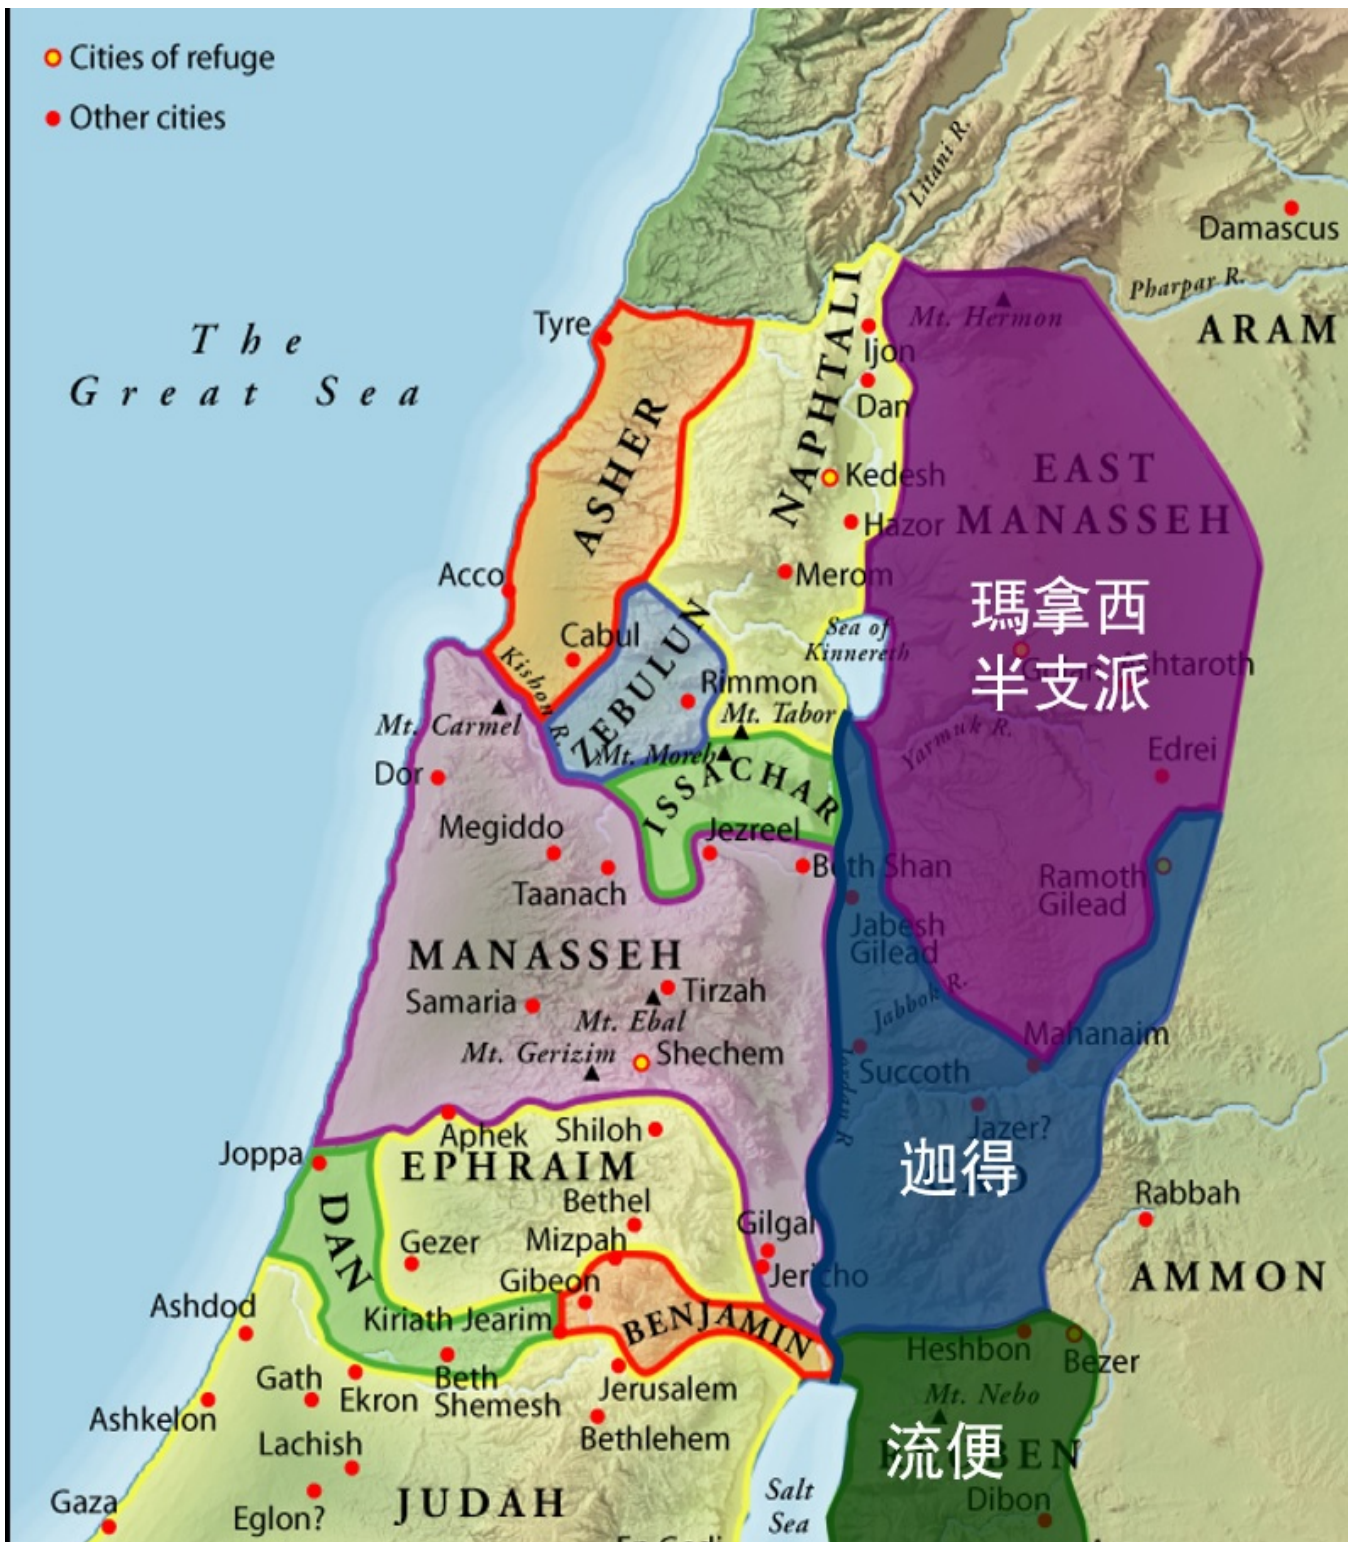 Cities of refuge
Other cities
Litani R.
Damascus
Pharpar R.
ARAM
The
Great Sea
Tyre
Mt. Hermon
Ijon
Dan
NAPHTALI
ASHER
Kedesh
Hazor
EAST
MANASSEH
Acco
Merom
瑪拿西
半支派
Sea of
Kinnereth
Cabul
Kishon R.
ZEBULUN
Rimmon
Golan
Ashtaroth
Mt. Carmel
Mt. Tabor
Mt. Moreh
Yarmuk R.
Edrei
Dor
ISSACHAR
Megiddo
Jezreel
Taanach
Beth Shan
Ramoth
Gilead
Jabesh
Gilead
MANASSEH
Samaria
Tirzah
Mt. Ebal
Jabbok R.
Mahanaim
Mt. Gerizim
Shechem
Succoth
Jordan R
Jazer?
Aphek
Shiloh
Joppa
EPHRAIM
迦得
DAN
Bethel
Rabbah
Gezer
Mizpah
Gilgal
Gibeon
Jericho
AMMON
Ashdod
Kiriath Jearim
BENJAMIN
Heshbon
Bezer
Gath
Ekron
Beth
Shemesh
Jerusalem
Mt. Nebo
Ashkelon
Bethlehem
Lachish
流便
BEN
Gaza
Eglon?
JUDAH
Salt
Sea
Dibon